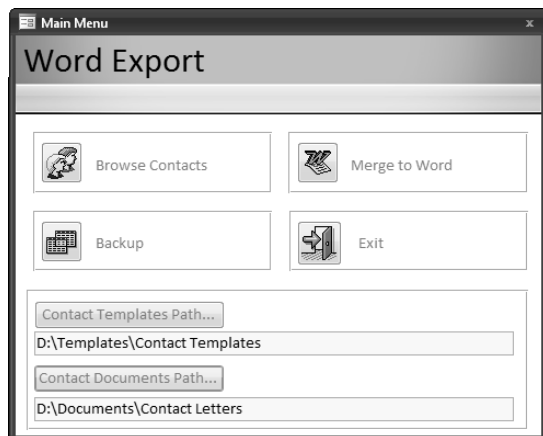 Main Menu
x
Word Export
Browse Contacts
Merge to Word
Backup
Exit
Contact Templates Path...
D:\Templates\Contact Templates
Contact Documents Path...
D:\Documents\Contact Letters